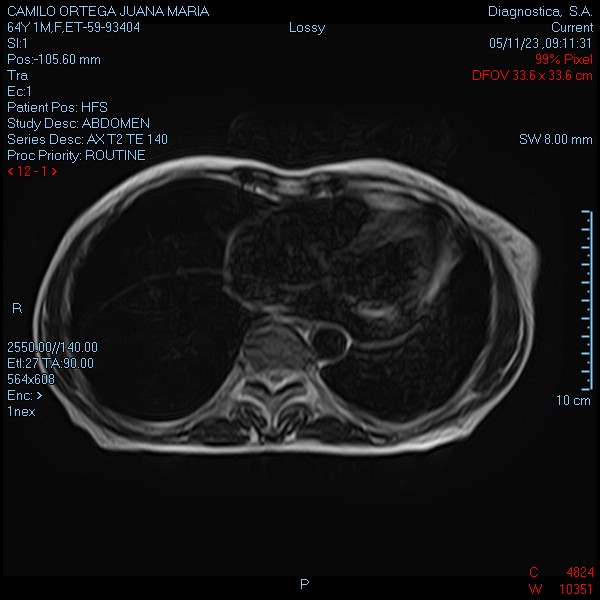 CAMILO ORTEGA JUANA MARIA
64Y 1M,F,ET-59-93404
Sl:1
Pos:-105.60 mm
Tra
Ec:1
Patient Pos: HFS
Study Desc: ABDOMEN
Series Desc: AX T2 TE 140
Proc Priority: ROUTINE
< 12 - 1 >
Lossy
Diagnostica, S.A.
Current
05/11/23 ,09:11:31
99% Pixel
DFOV 33.6 x 33.6 cm
SW 8.00 mm
R
2550.00//140.00
Etl:27 TA:90.00
564x608
Enc: >
1nex
10 cm
P
C 4824
W 10351